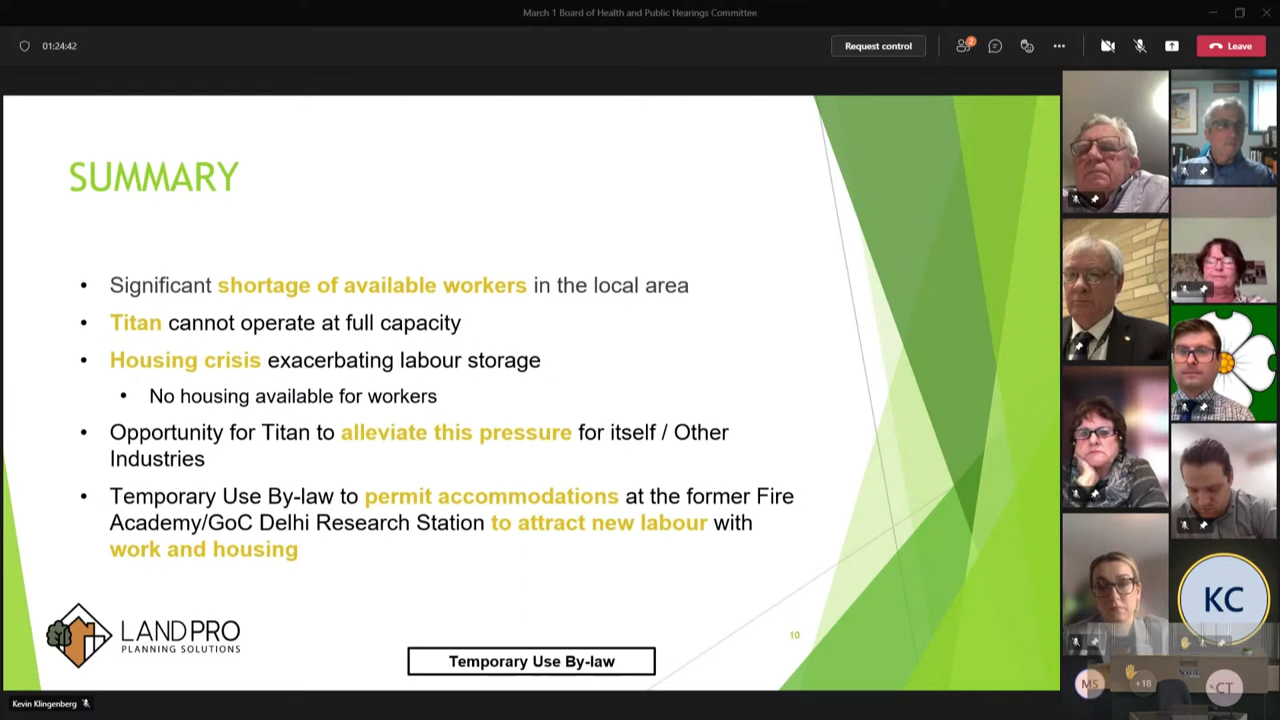 March 1 Board of Health and Public Hearings Committee
01:24:42
Request control
2
Leave
SUMMARY
• Significant shortage of available workers in the local area
• Titan cannot operate at full capacity
• Housing crisis exacerbating labour storage
• No housing available for workers
• Opportunity for Titan to alleviate this pressure for itself / Other
Industries
• Temporary Use By-law to permit accommodations at the former Fire
Academy/GoC Delhi Research Station to attract new labour with
work and housing
LANDPRO
PLANNING SOLUTIONS
Temporary Use By-law
10
KC
MS
+18
CT
Kevin Klingenberg